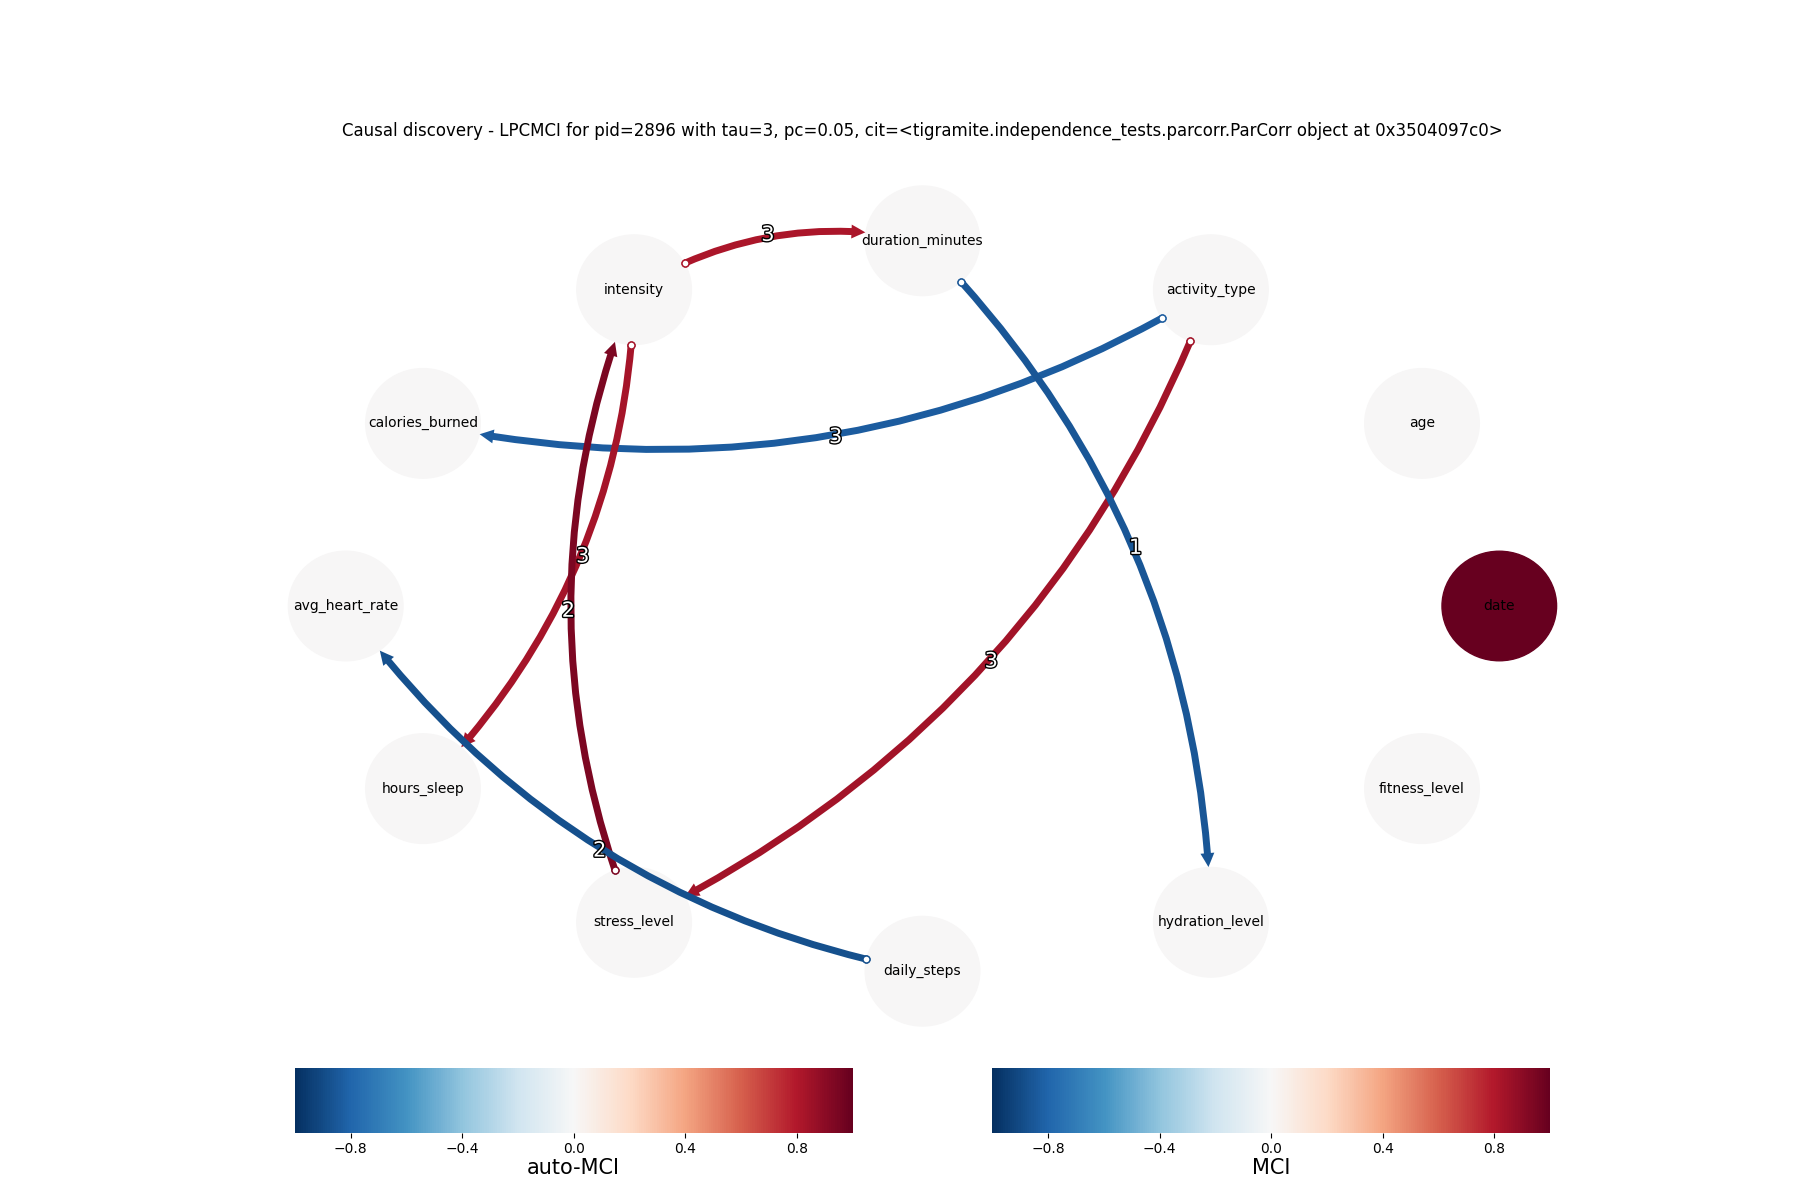 Causal discovery - LPCMCI for pid=2896 with tau=3, pc=0.05, cit=<tigramite.independence_tests.parcorr.ParCorr object at 0x3504097c0>
3
duration_minutes
intensity
activity_type
calories_burned
3
age
3
1
avg_heart_rate
2
date
3
hours_sleep
fitness_level
2
stress_level
hydration_level
daily_steps
−0.8 −0.4 0.0 0.4 0.8
auto-MCI
−0.8 −0.4 0.0 0.4 0.8
MCI